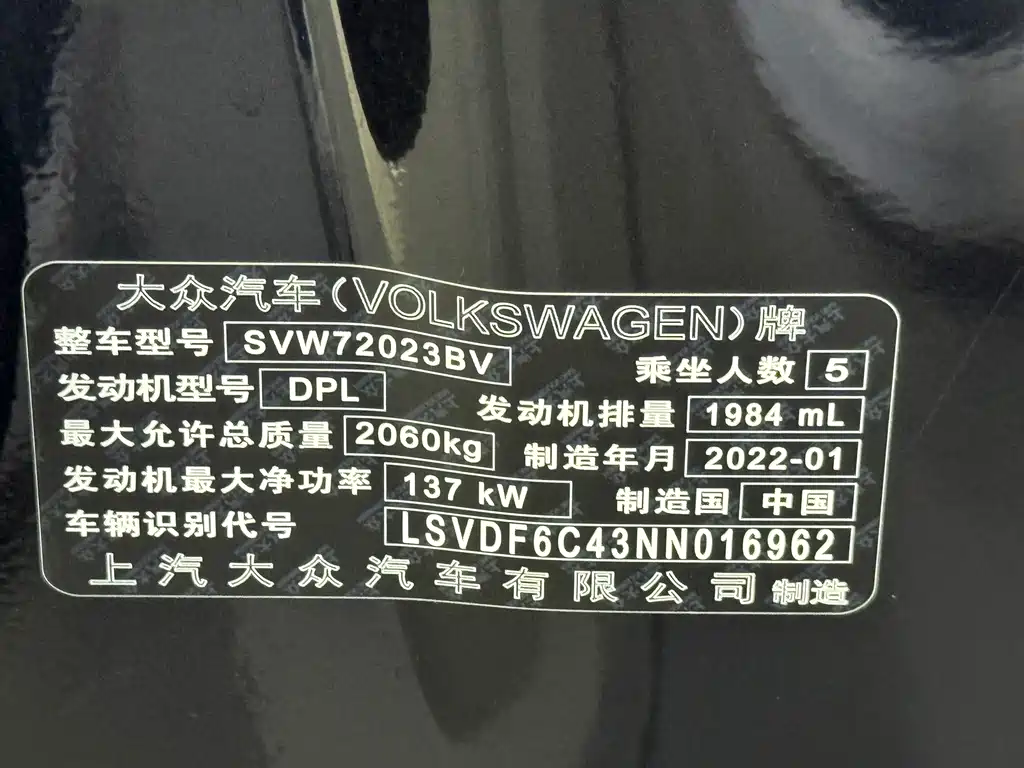 大众汽车(VOLKSWAGEN)牌
整车型号 SVW72023BV 乘坐人数 5
发动机型号 DPL 发动机排量 1984 mL
最大允许总质量 2060kg 制造年月 2022-01
发动机最大净功率 137 kW 制造国 中国
车辆识别代号 LSVDF6C43NN016962
上汽大众汽车有限公司 制造